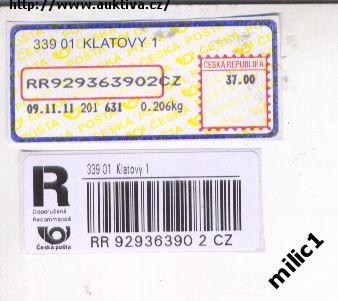 http://www.auktiva.cz/
339 01 KLATOVY 1
ČESKÁ REPUBLIKA
RR929363902CZ
37.00
09.11.11 201 631 0.206kg
R
339 01 Klatovy 1
Doporučeně
Recommandé
Česká pošta
RR 92936390 2 CZ
milic1